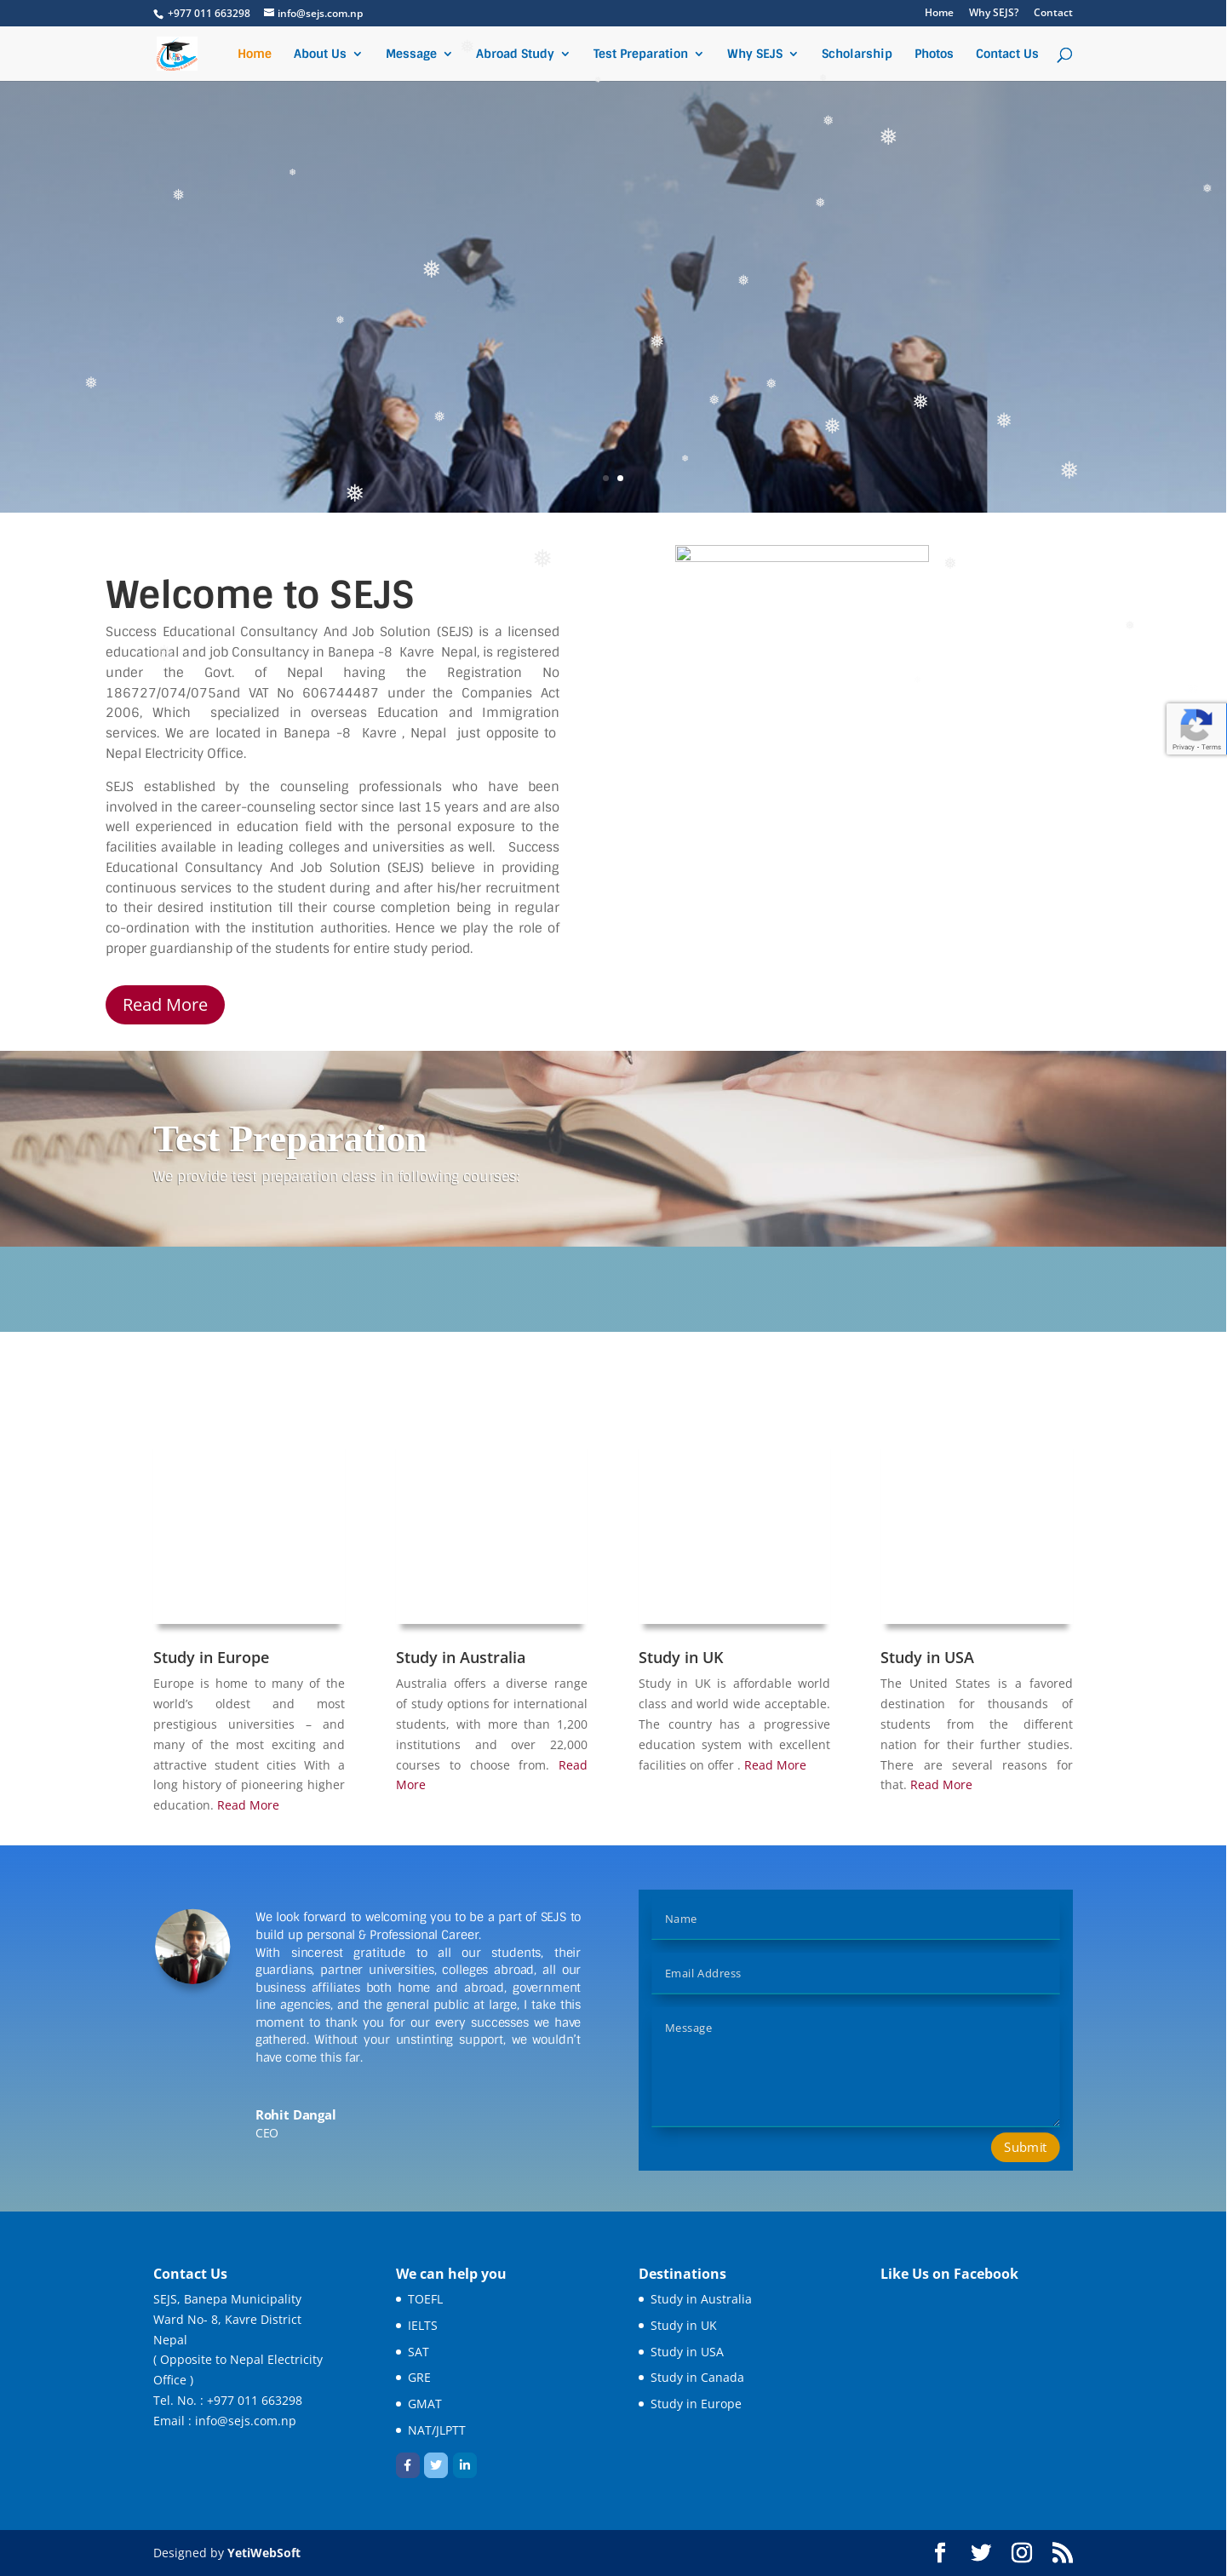 +977 011 663298 info@sejs.com.np Home Why SEJS? Contact
Home About Us Message Abroad Study Test Preparation Why SEJS Scholarship Photos Contact Us
Welcome to SEJS
Success Educational Consultancy And Job Solution (SEJS) is a licensed
educational and job Consultancy in Banepa -8 Kavre Nepal, is registered
under the Govt. of Nepal having the Registration No
186727/074/075and VAT No 606744487 under the Companies Act
2006, Which specialized in overseas Education and Immigration
services. We are located in Banepa -8 Kavre , Nepal just opposite to
Nepal Electricity Office.
SEJS established by the counseling professionals who have been
involved in the career-counseling sector since last 15 years and are also
well experienced in education field with the personal exposure to the
facilities available in leading colleges and universities as well. Success
Educational Consultancy And Job Solution (SEJS) believe in providing
continuous services to the student during and after his/her recruitment
to their desired institution till their course completion being in regular
co-ordination with the institution authorities. Hence we play the role of
proper guardianship of the students for entire study period.
Read More
Privacy - Terms
Test Preparation
We provide test preparation class in following courses:
Study in Europe
Europe is home to many of the
world’s oldest and most
prestigious universities – and
many of the most exciting and
attractive student cities With a
long history of pioneering higher
education. Read More
Study in Australia
Australia offers a diverse range
of study options for international
students, with more than 1,200
institutions and over 22,000
courses to choose from. Read
More
Study in UK
Study in UK is affordable world
class and world wide acceptable.
The country has a progressive
education system with excellent
facilities on offer . Read More
Study in USA
The United States is a favored
destination for thousands of
students from the different
nation for their further studies.
There are several reasons for
that. Read More
We look forward to welcoming you to be a part of SEJS to
build up personal & Professional Career.
With sincerest gratitude to all our students, their
guardians, partner universities, colleges abroad, all our
business affiliates both home and abroad, government
line agencies, and the general public at large, I take this
moment to thank you for our every successes we have
gathered. Without your unstinting support, we wouldn’t
have come this far.
Rohit Dangal
CEO
Name
Email Address
Message
Submit
Contact Us
SEJS, Banepa Municipality
Ward No- 8, Kavre District
Nepal
( Opposite to Nepal Electricity
Office )
Tel. No. : +977 011 663298
Email : info@sejs.com.np
We can help you
TOEFL
IELTS
SAT
GRE
GMAT
NAT/JLPTT
Destinations
Study in Australia
Study in UK
Study in USA
Study in Canada
Study in Europe
Like Us on Facebook
Designed by YetiWebSoft